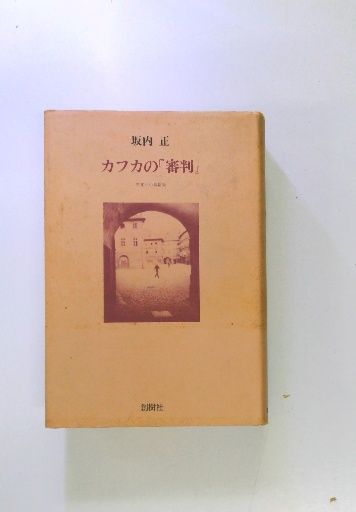 坂内 正
カフカの『審判』
創樹社